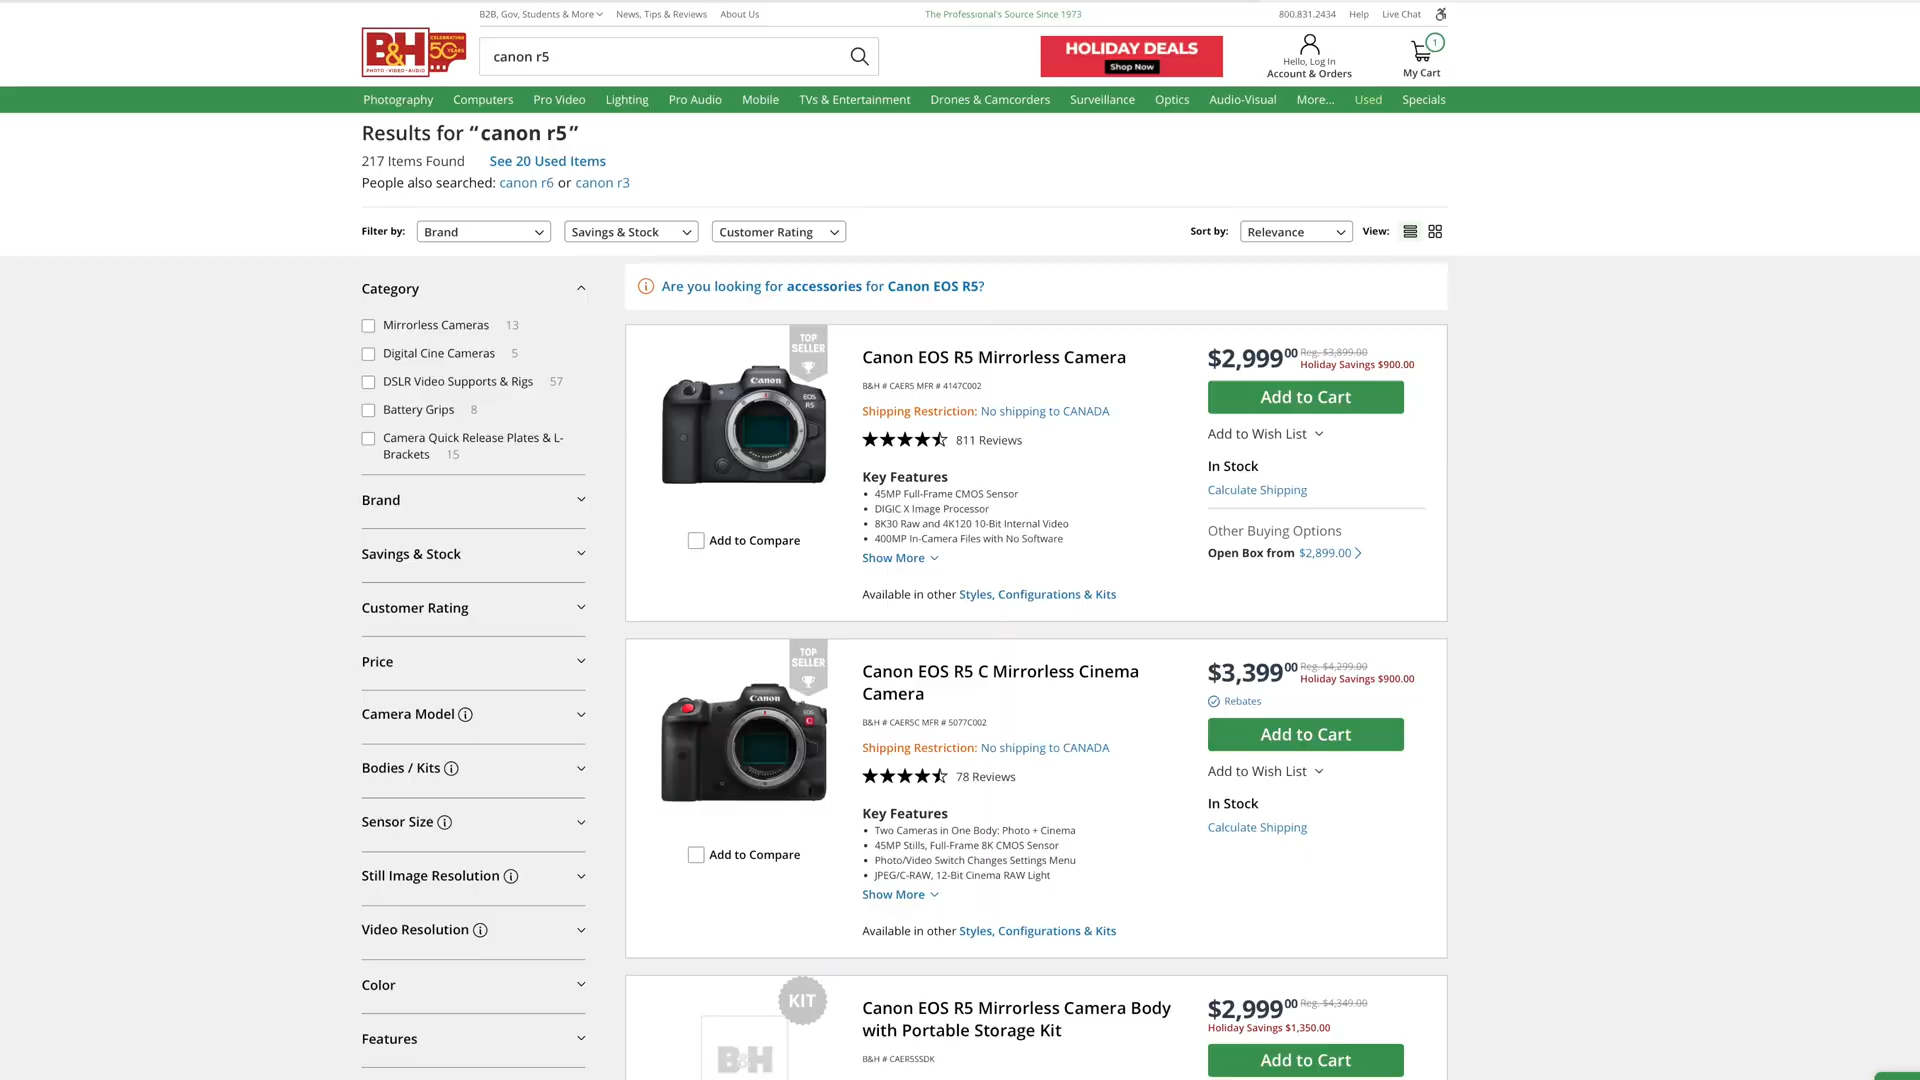 B2B, Gov, Students & More
News, Tips & Reviews
About Us
The Professional's Source Since 1973
800.831.2434
Help
Live Chat
B&H
PHOTO • VIDEO • AUDIO
CELEBRATING
50 YEARS
canon r5
HOLIDAY DEALS
Shop Now
Hello, Log In
Account & Orders
1
My Cart
Photography
Computers
Pro Video
Lighting
Pro Audio
Mobile
TVs & Entertainment
Drones & Camcorders
Surveillance
Optics
Audio-Visual
More...
Used
Specials
Results for “canon r5”
217 Items Found
See 20 Used Items
People also searched: canon r6 or canon r3
Filter by:
Brand
Savings & Stock
Customer Rating
Sort by:
Relevance
View:
Category
Mirrorless Cameras 13
Digital Cine Cameras 5
DSLR Video Supports & Rigs 57
Battery Grips 8
Camera Quick Release Plates & L-
Brackets 15
Brand
Savings & Stock
Customer Rating
Price
Camera Model
Bodies / Kits
Sensor Size
Still Image Resolution
Video Resolution
Color
Features
Are you looking for accessories for Canon EOS R5?
TOP
SELLER
Canon
EOS
R5
Add to Compare
Canon EOS R5 Mirrorless Camera
B&H # CAER5 MFR # 4147C002
Shipping Restriction: No shipping to CANADA
811 Reviews
Key Features
• 45MP Full-Frame CMOS Sensor
• DIGIC X Image Processor
• 8K30 Raw and 4K120 10-Bit Internal Video
• 400MP In-Camera Files with No Software
Show More
Available in other Styles, Configurations & Kits
$2,999.00 Reg. $3,899.00
Holiday Savings $900.00
Add to Cart
Add to Wish List
In Stock
Calculate Shipping
Other Buying Options
Open Box from $2,899.00
TOP
SELLER
Canon
EOS
C
Add to Compare
Canon EOS R5 C Mirrorless Cinema
Camera
B&H # CAER5C MFR # 5077C002
Shipping Restriction: No shipping to CANADA
78 Reviews
Key Features
• Two Cameras in One Body: Photo + Cinema
• 45MP Stills, Full-Frame 8K CMOS Sensor
• Photo/Video Switch Changes Settings Menu
• JPEG/C-RAW, 12-Bit Cinema RAW Light
Show More
Available in other Styles, Configurations & Kits
$3,399.00 Reg. $4,299.00
Holiday Savings $900.00
Rebates
Add to Cart
Add to Wish List
In Stock
Calculate Shipping
KIT
B&H
Canon EOS R5 Mirrorless Camera Body
with Portable Storage Kit
B&H # CAER5SSDK
$2,999.00 Reg. $4,349.00
Holiday Savings $1,350.00
Add to Cart